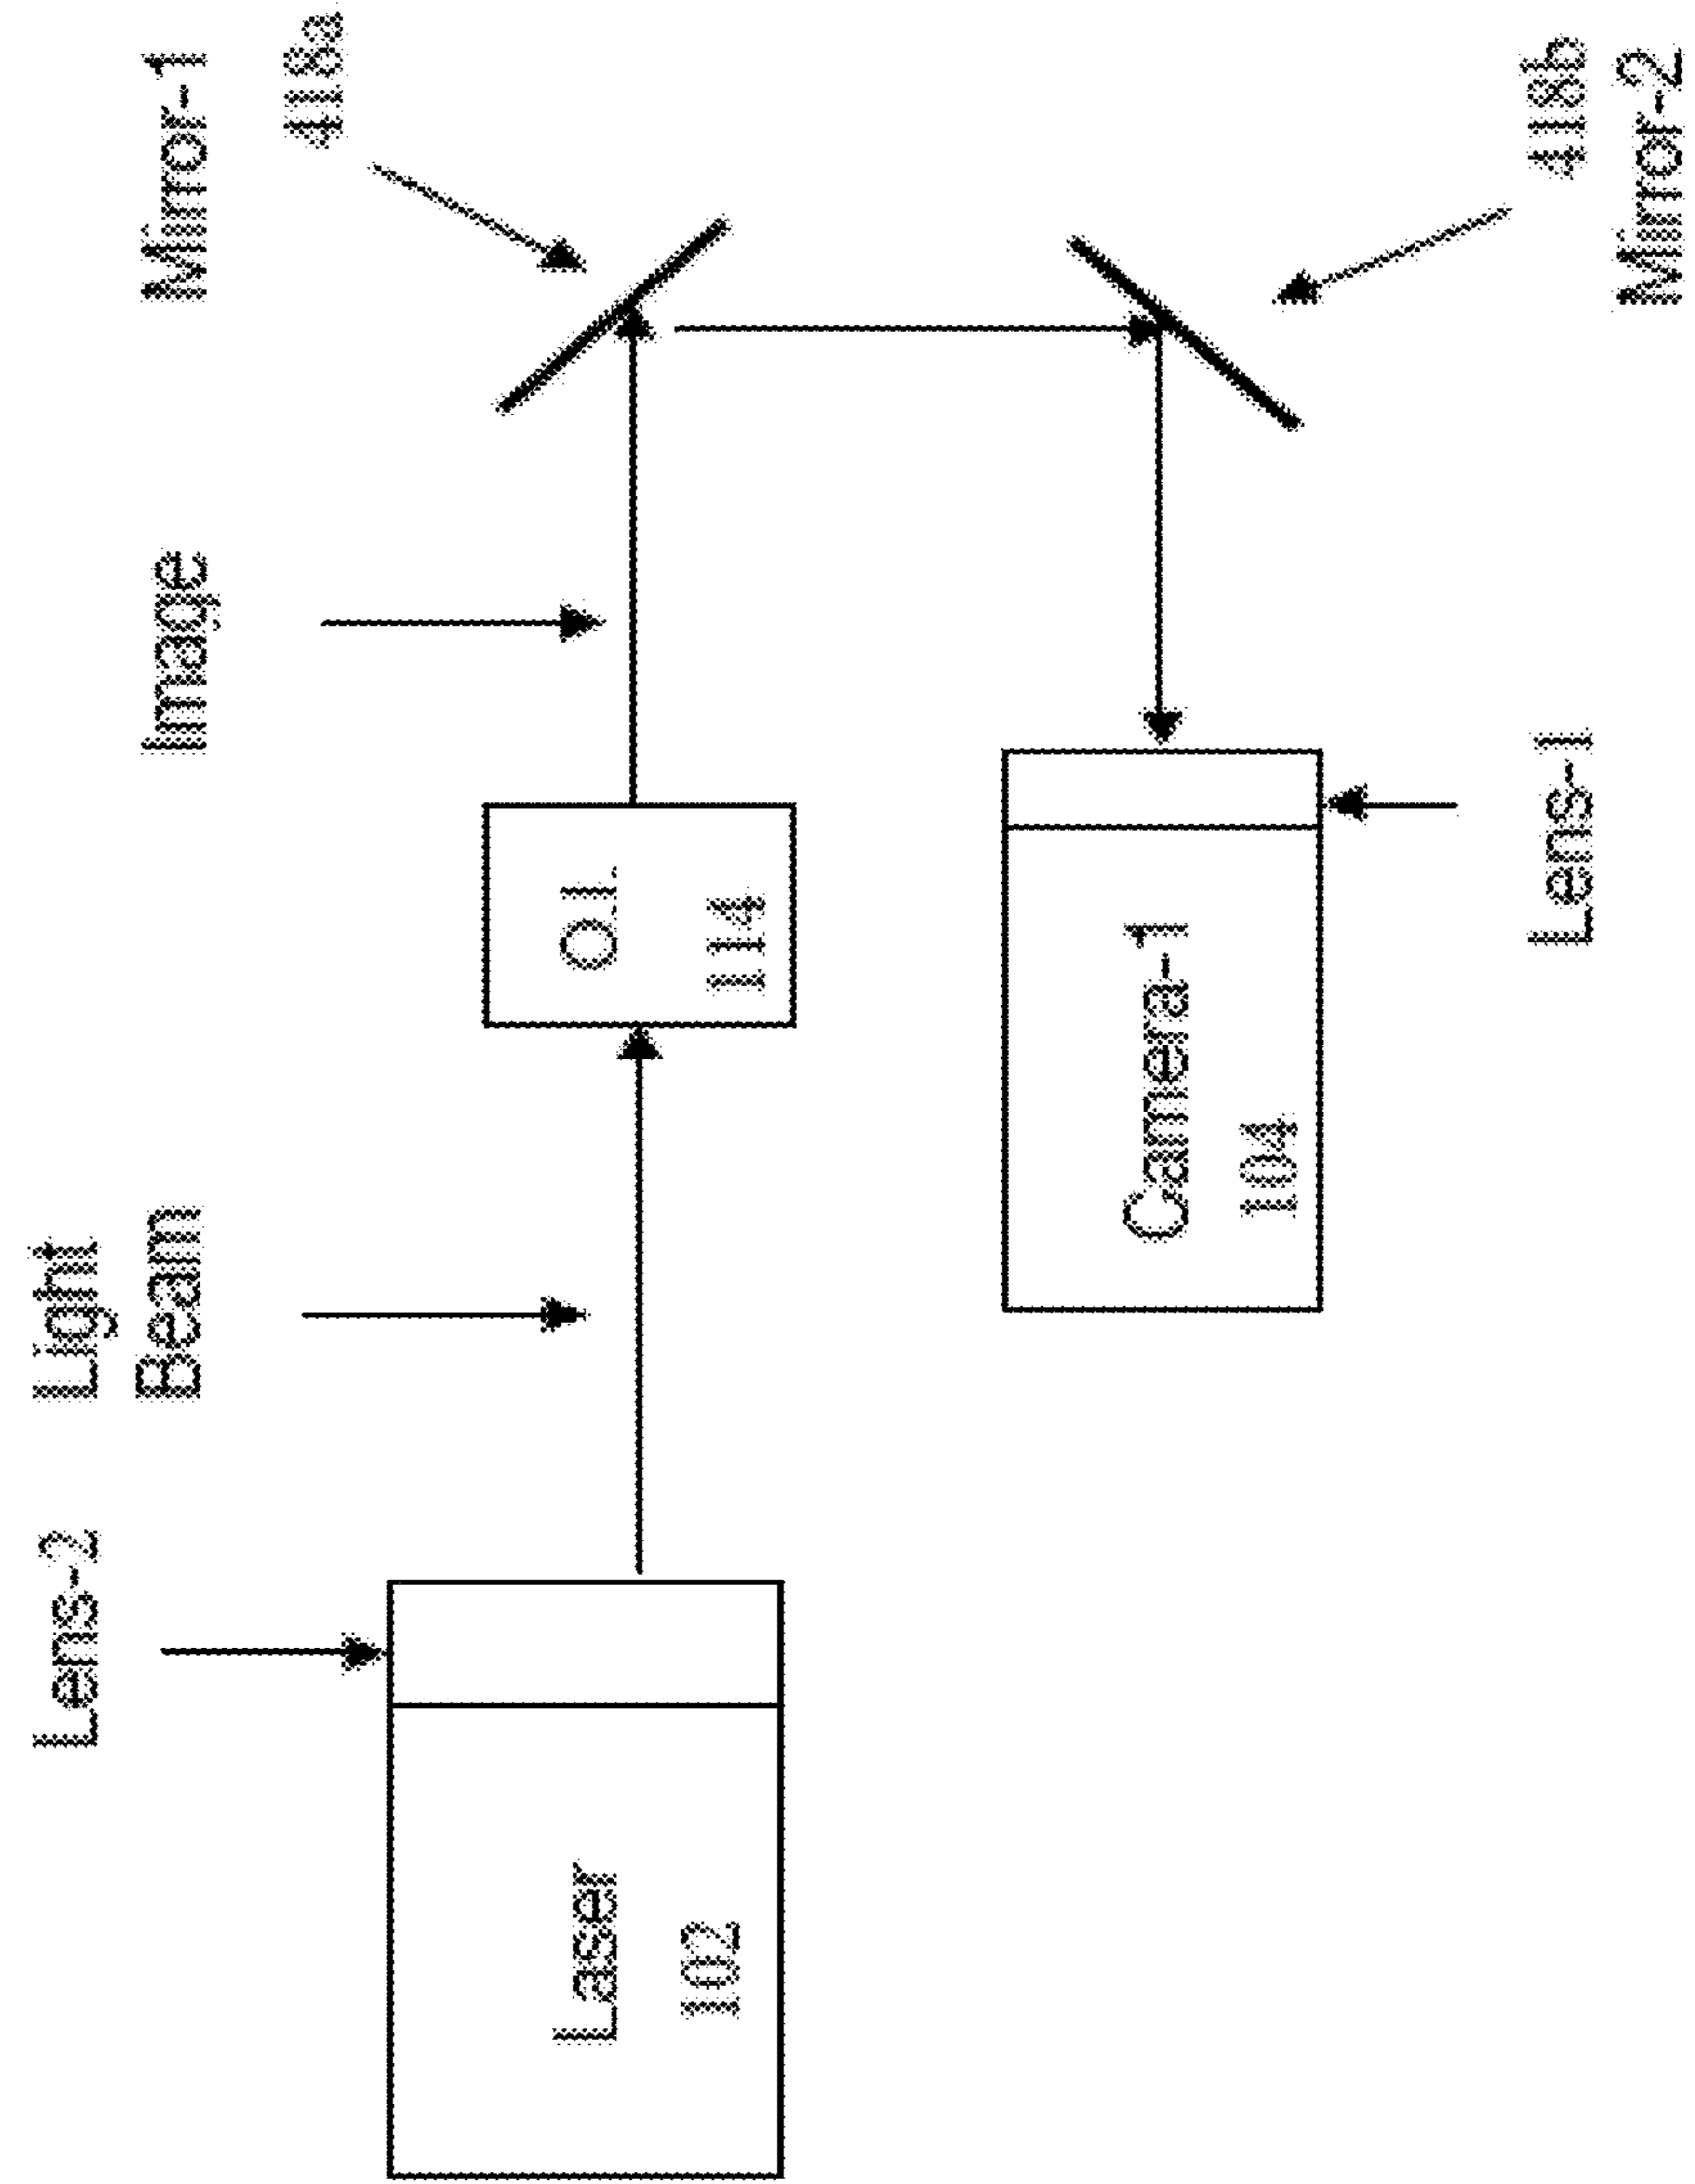 Lens-2
Light
Beam
Image
Mirror-1
418a
Laser
102
O.I.
114
Camera-1
104
Lens-1
418b
Mirror-2